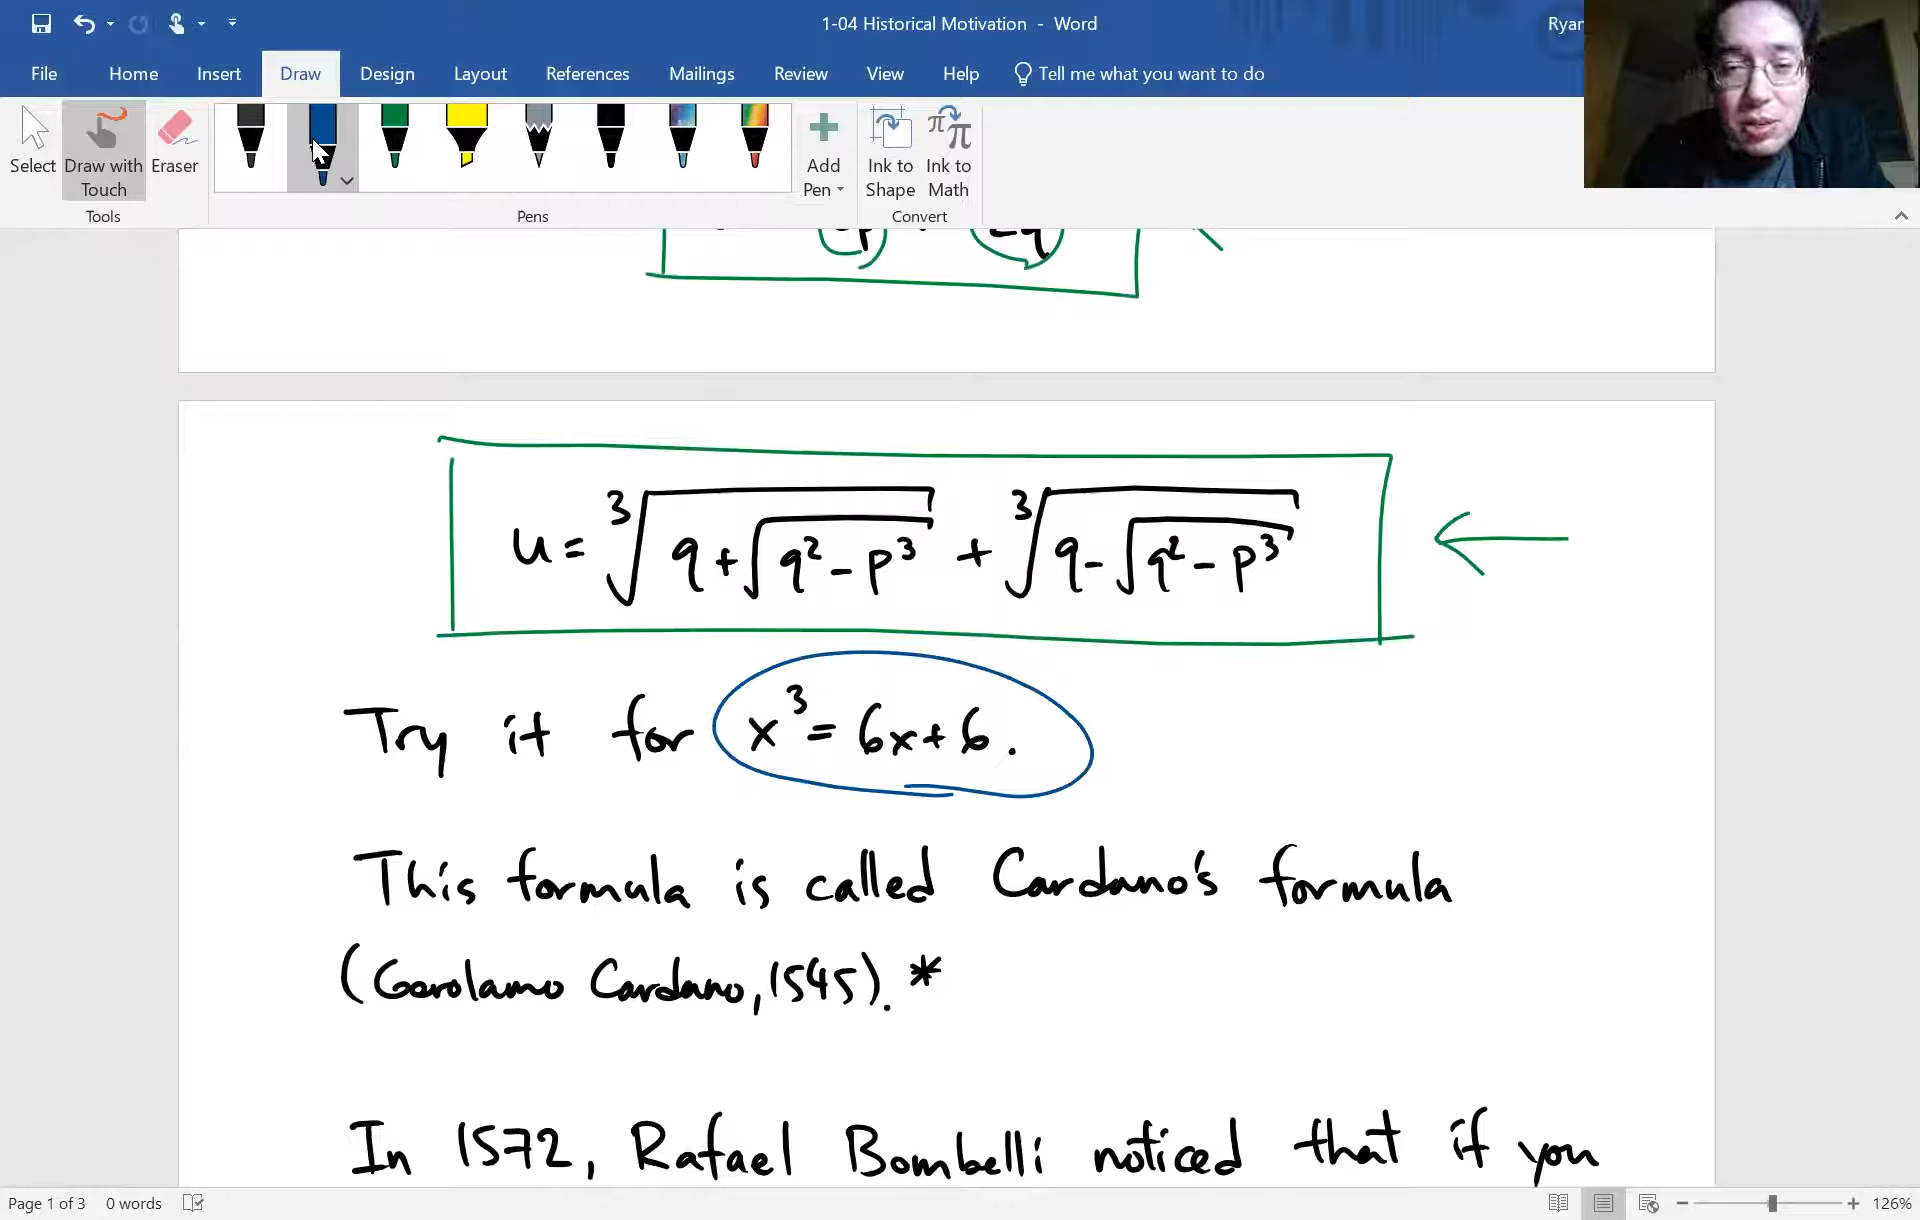 1-04 Historical Motivation - Word
Ryan
File Home Insert Draw Design Layout References Mailings Review View Help Tell me what you want to do
Select Draw with Touch Eraser Add Pen Ink to Shape Ink to Math
Tools Pens Convert
u = ∛(q + √(q² - p³)) + ∛(q - √(q² - p³))
Try it for x³ = 6x + 6.
This formula is called Cardano's formula
(Gerolamo Cardano, 1545). *
In 1572, Rafael Bombelli noticed that if you
Page 1 of 3 0 words 126%